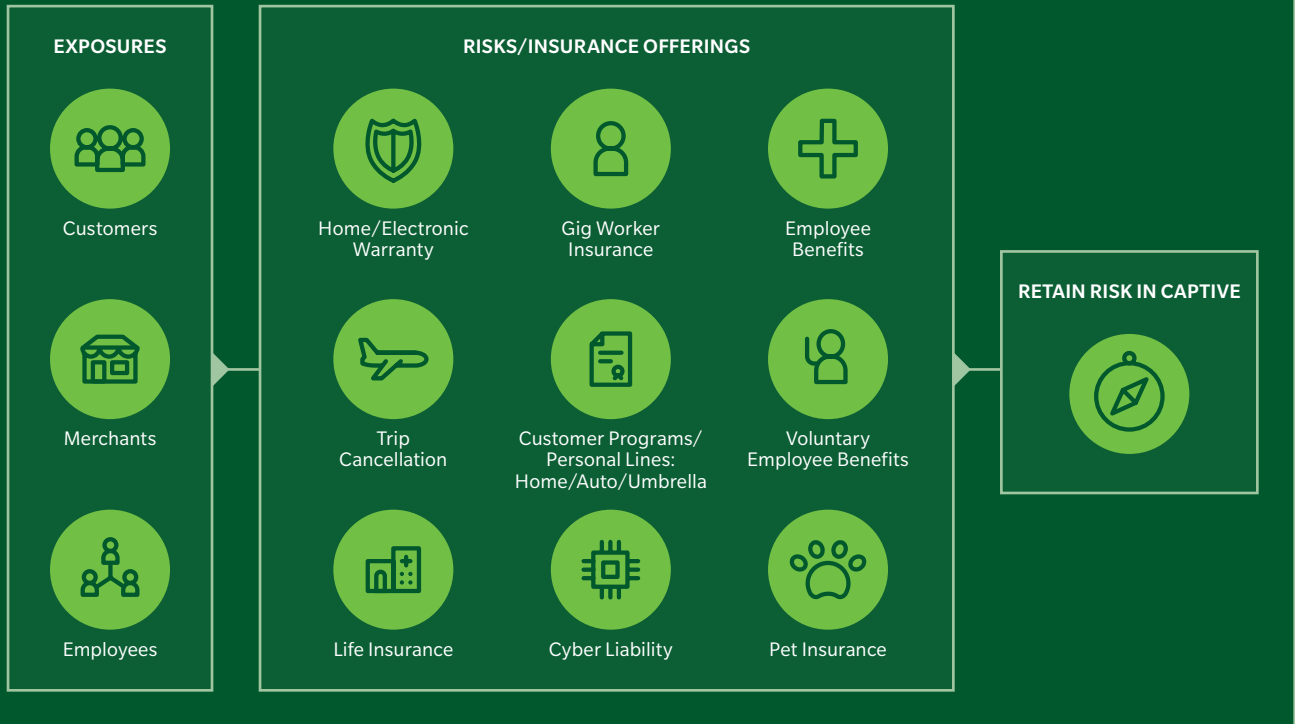 EXPOSURES
Customers
Merchants
Employees
RISKS/INSURANCE OFFERINGS
Home/Electronic
Warranty
Gig Worker
Insurance
Employee
Benefits
Trip
Cancellation
Customer Programs/
Personal Lines:
Home/Auto/Umbrella
Voluntary
Employee Benefits
Life Insurance
Cyber Liability
Pet Insurance
RETAIN RISK IN CAPTIVE